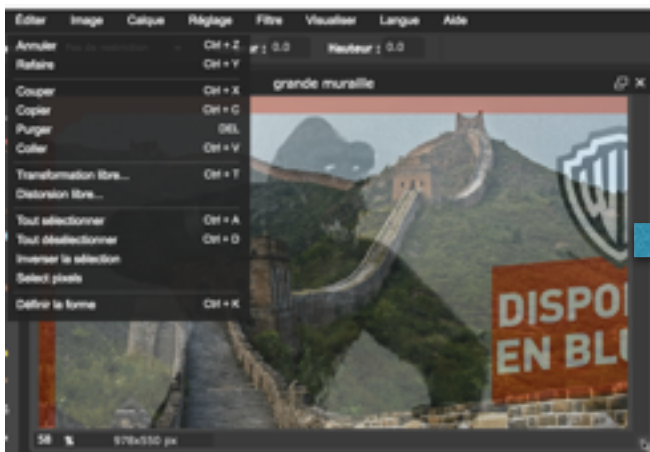 Éditer Image Calque Réglage Filtre Visualiser Langue Aide
Annuler Ctrl + Z
Refaire Ctrl + Y
Couper Ctrl + X
Copier Ctrl + C
Purger DEL
Coller Ctrl + V
Transformation libre... Ctrl + T
Distorsion libre...
Tout sélectionner Ctrl + A
Tout désélectionner Ctrl + D
Inverser la sélection
Select pixels
Définir la forme Ctrl + K
: 0.0 Hauteur : 0.0
grande muraille
W
DISPO
EN BLU
58 % 978x550 px